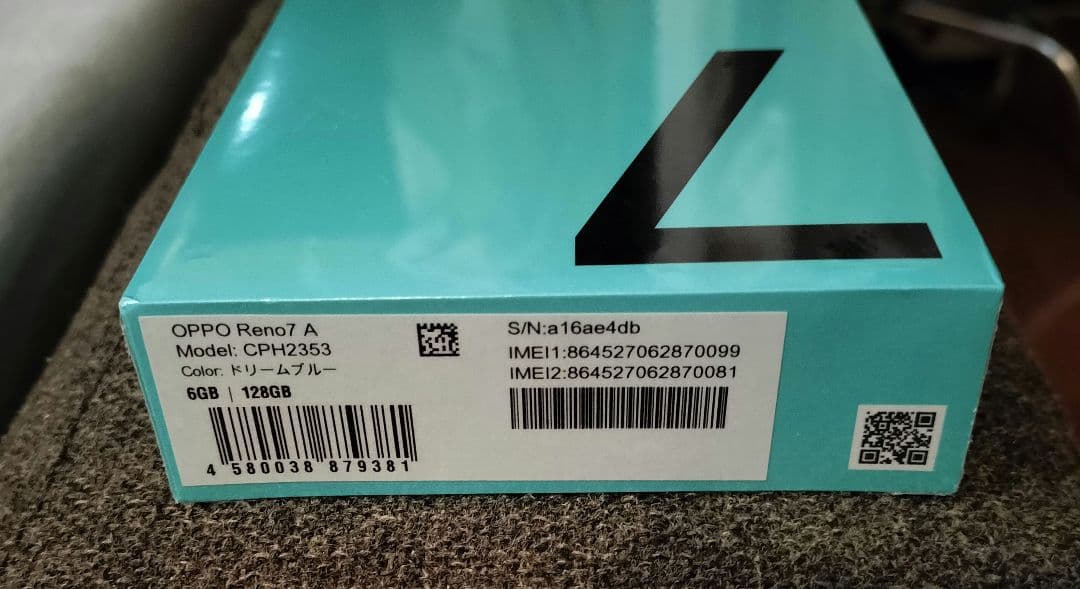 7
OPPO Reno7 A
Model: CPH2353
Color: ドリームブルー
6GB | 128GB
4 580038 879381
S/N:a16ae4db
IMEI1:864527062870099
IMEI2:864527062870081